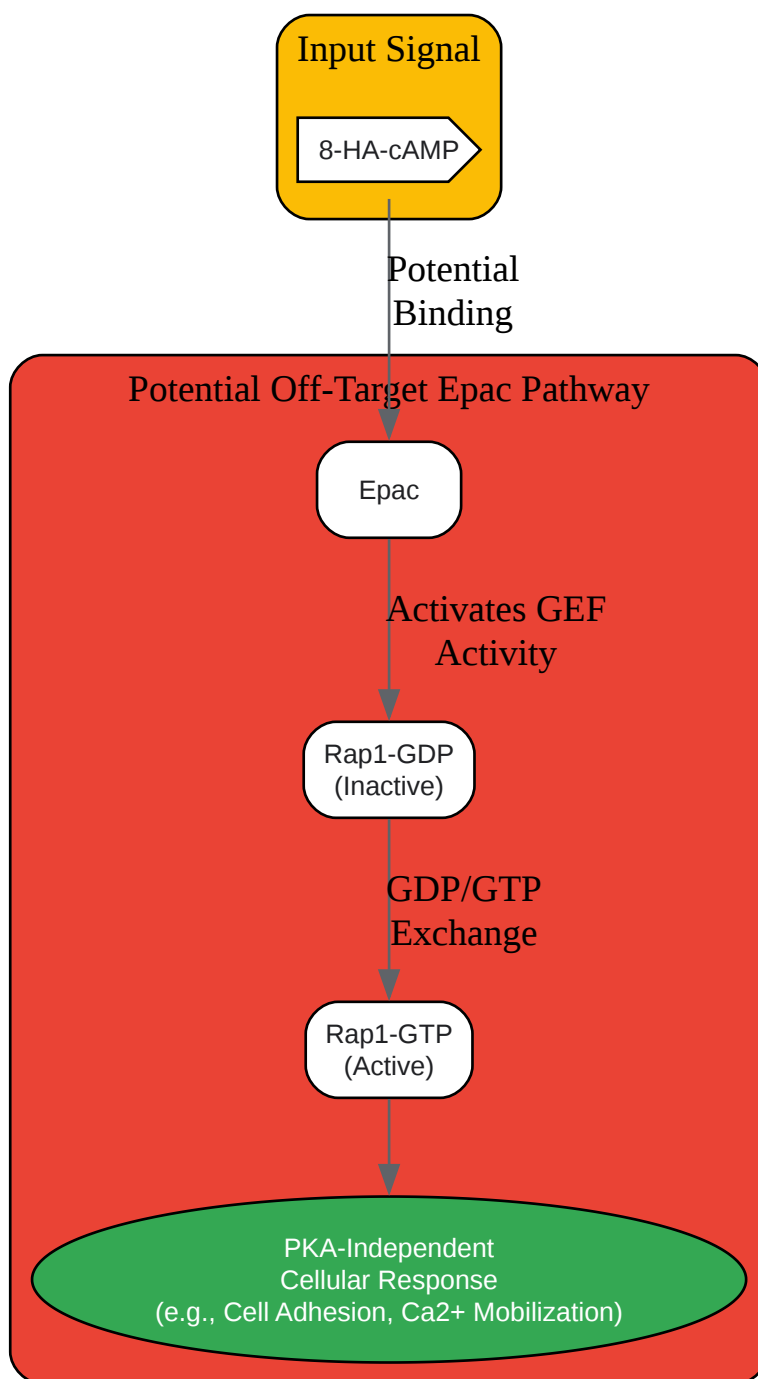 Input Signal
8-HA-cAMP
Potential
Binding
Potential Off-Target Epac Pathway
Epac
Activates GEF
Activity
Rap1-GDP
(Inactive)
GDP/GTP
Exchange
Rap1-GTP
(Active)
PKA-Independent
Cellular Response
(e.g., Cell Adhesion, Ca2+ Mobilization)